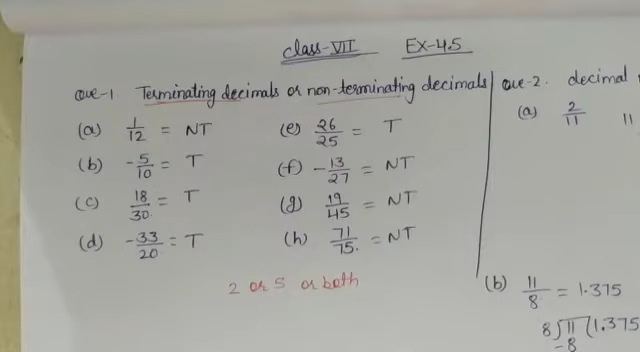 class-VII EX-4.5
Que-1 Terminating decimals or non-terminating decimals
(a) 1/12 = NT
(b) -5/10 = T
(c) 18/30 = T
(d) -33/20 = T
(e) 26/25 = T
(f) -13/27 = NT
(g) 19/45 = NT
(h) 71/75 = NT
2 or 5 or both
Que-2. decimal
(a) 2/11 11
(b) 11/8 = 1.375
8)11(1.375
-8